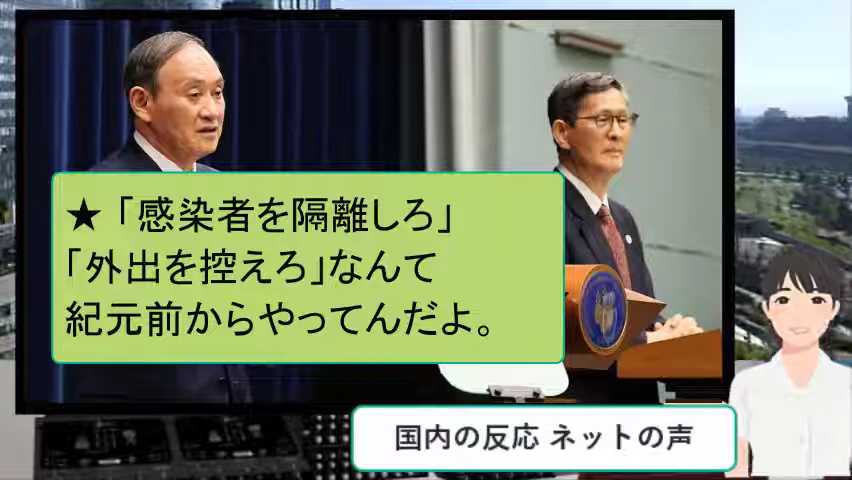 ★「感染者を隔離しろ」
「外出を控えろ」なんて
紀元前からやってんだよ。
国内の反応 ネットの声